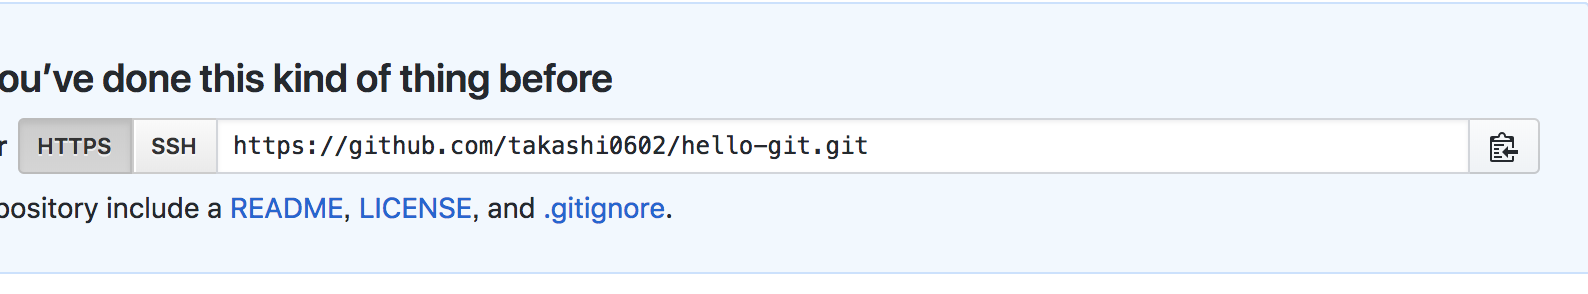 ou’ve done this kind of thing before
r HTTPS SSH https://github.com/takashi0602/hello-git.git
pository include a README, LICENSE, and .gitignore.